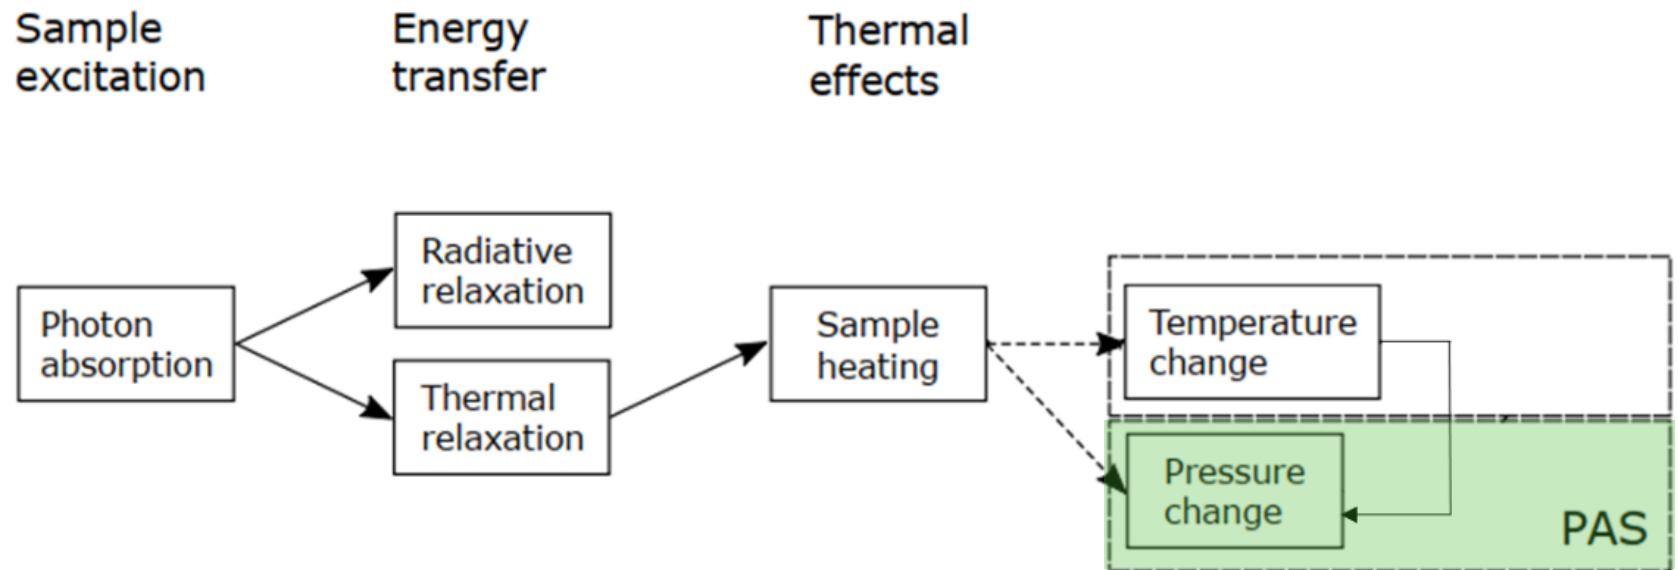 Sample
excitation
Energy
transfer
Thermal
effects
Photon
absorption
Radiative
relaxation
Thermal
relaxation
Sample
heating
Temperature
change
Pressure
change
PAS